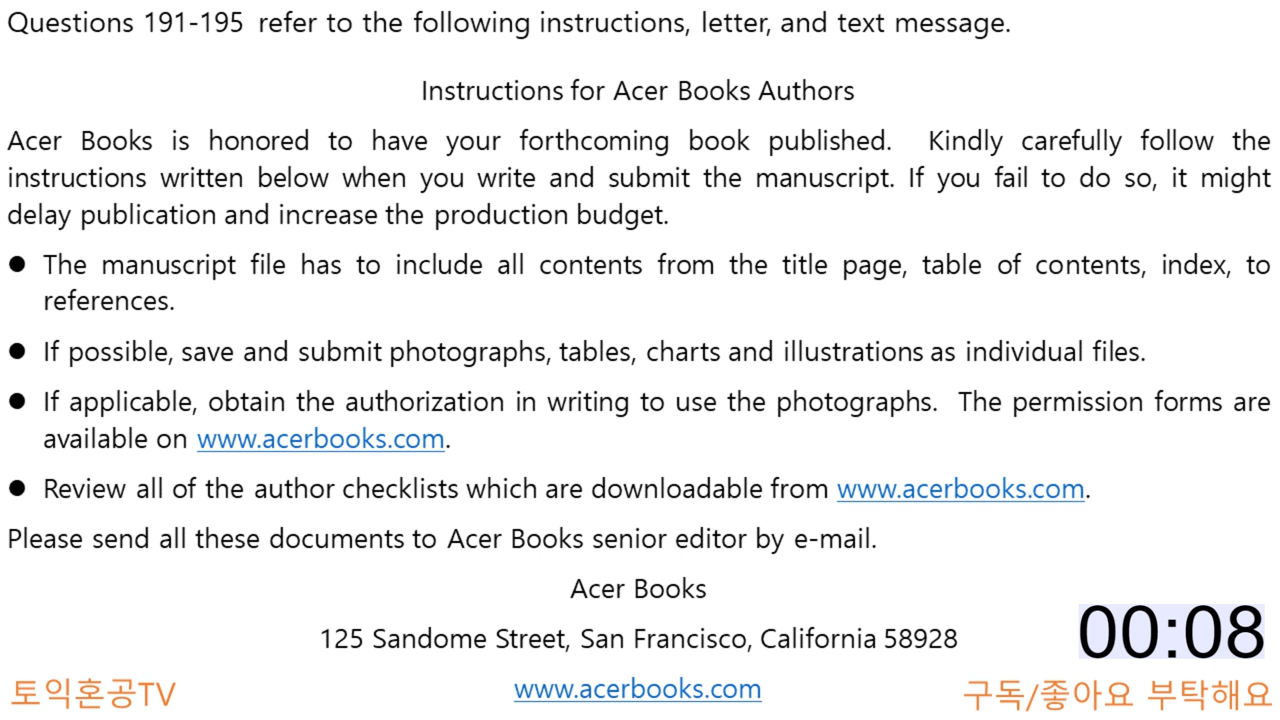 Questions 191-195 refer to the following instructions, letter, and text message.
Instructions for Acer Books Authors
Acer Books is honored to have your forthcoming book published. Kindly carefully follow the
instructions written below when you write and submit the manuscript. If you fail to do so, it might
delay publication and increase the production budget.
● The manuscript file has to include all contents from the title page, table of contents, index, to
references.
● If possible, save and submit photographs, tables, charts and illustrations as individual files.
● If applicable, obtain the authorization in writing to use the photographs. The permission forms are
available on www.acerbooks.com.
● Review all of the author checklists which are downloadable from www.acerbooks.com.
Please send all these documents to Acer Books senior editor by e-mail.
Acer Books
125 Sandome Street, San Francisco, California 58928
00:08
www.acerbooks.com
토익혼공TV
구독/좋아요 부탁해요